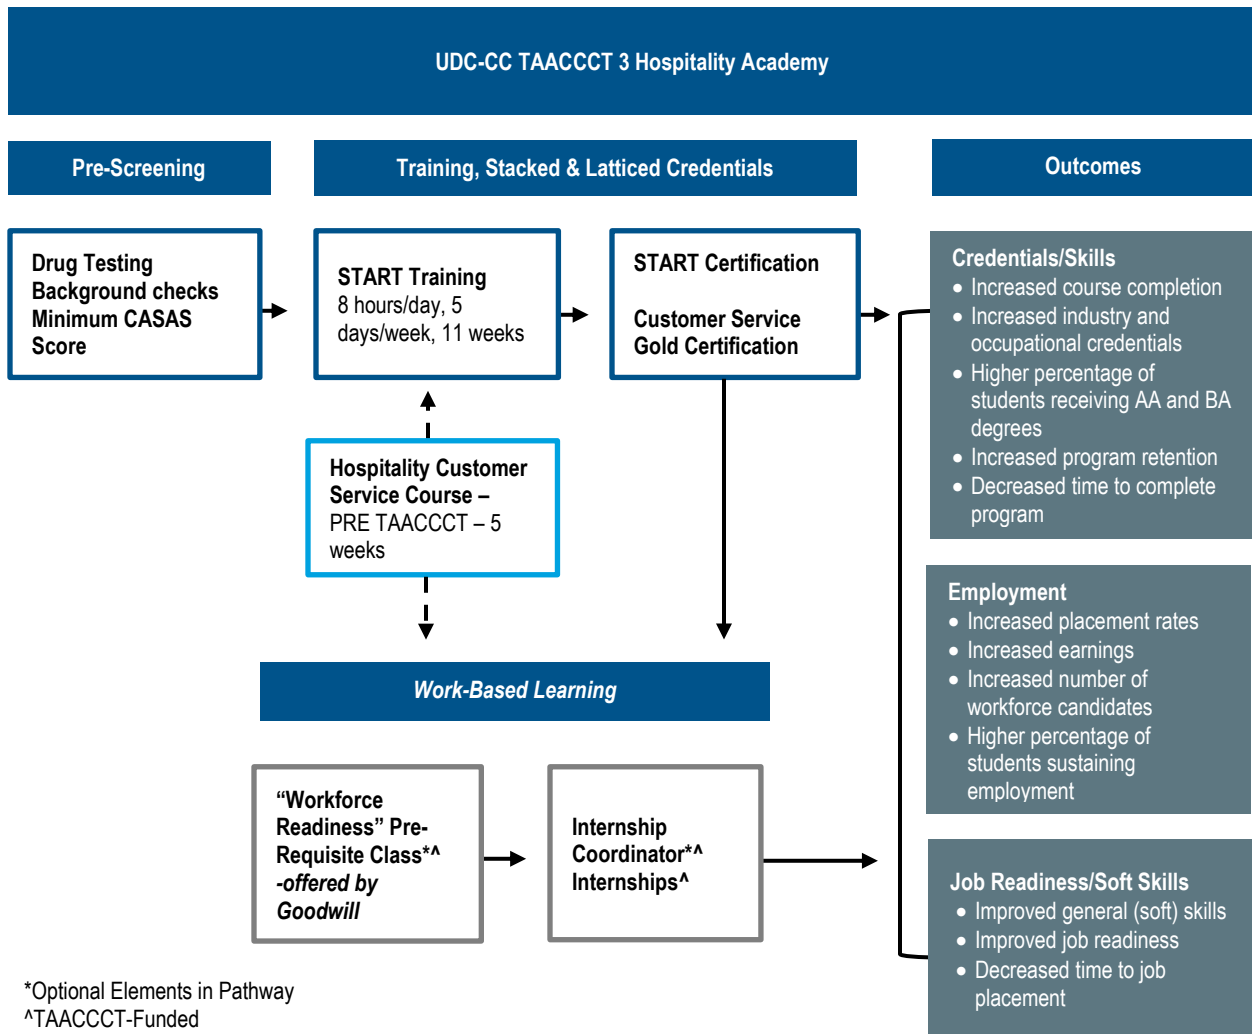 UDC-CC TAACCCT 3 Hospitality Academy
Pre-Screening
Training, Stacked & Latticed Credentials
Outcomes
Drug Testing
Background checks
Minimum CASAS
Score
START Training
8 hours/day, 5
days/week, 11 weeks
START Certification
Customer Service
Gold Certification
Hospitality Customer
Service Course –
PRE TAACCCT – 5
weeks
Work-Based Learning
“Workforce
Readiness” Pre-
Requisite Class*^
-offered by
Goodwill
Internship
Coordinator*^
Internships^
Credentials/Skills
• Increased course completion
• Increased industry and
occupational credentials
• Higher percentage of
students receiving AA and BA
degrees
• Increased program retention
• Decreased time to complete
program
Employment
• Increased placement rates
• Increased earnings
• Increased number of
workforce candidates
• Higher percentage of
students sustaining
employment
Job Readiness/Soft Skills
• Improved general (soft) skills
• Improved job readiness
• Decreased time to job
placement
*Optional Elements in Pathway
^TAACCCT-Funded